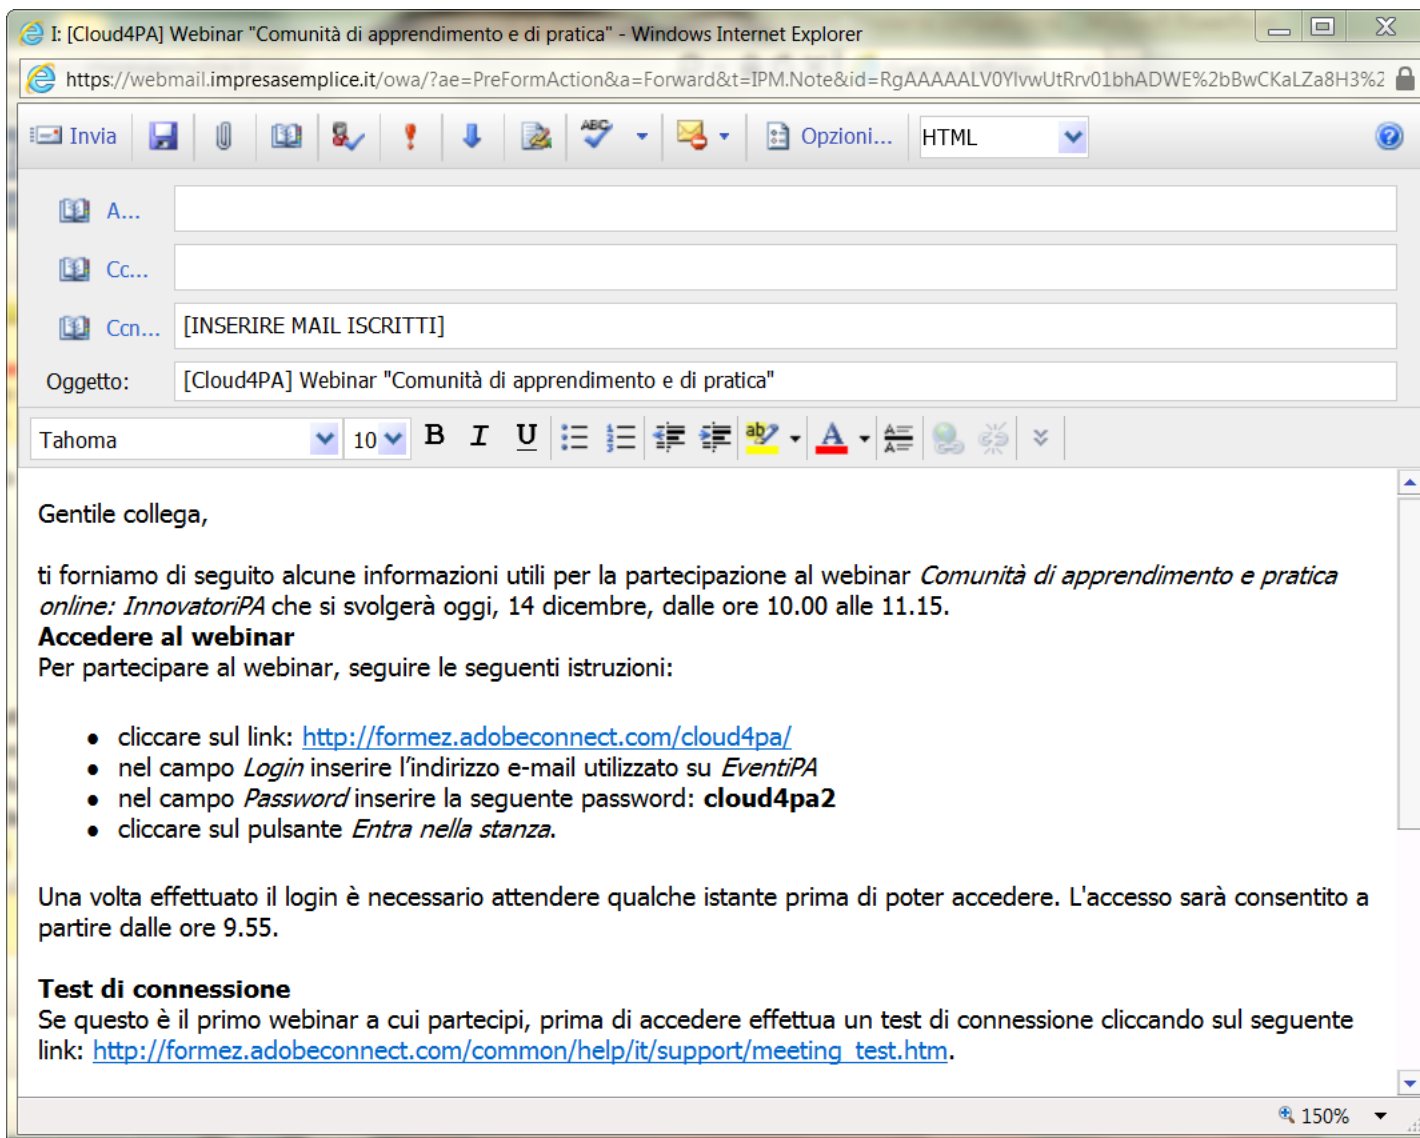 I: [Cloud4PA] Webinar "Comunità di apprendimento e di pratica" - Windows Internet Explorer
https://webmail.impresasemplice.it/owa/?ae=PreFormAction&a=Forward&t=IPM.Note&id=RgAAAAALV0YlvwUtRrv01bhADWE%2bBwCKaLZa8H3%2
Invia ABC Opzioni... HTML
A...
Cc...
Ccn... [INSERIRE MAIL ISCRITTI]
Oggetto: [Cloud4PA] Webinar "Comunità di apprendimento e di pratica"
Tahoma 10 B I U ab A
Gentile collega,
ti forniamo di seguito alcune informazioni utili per la partecipazione al webinar Comunità di apprendimento e pratica
online: InnovatoriPA che si svolgerà oggi, 14 dicembre, dalle ore 10.00 alle 11.15.
Accedere al webinar
Per partecipare al webinar, seguire le seguenti istruzioni:
● cliccare sul link: http://formez.adobeconnect.com/cloud4pa/
● nel campo Login inserire l'indirizzo e-mail utilizzato su EventiPA
● nel campo Password inserire la seguente password: cloud4pa2
● cliccare sul pulsante Entra nella stanza.
Una volta effettuato il login è necessario attendere qualche istante prima di poter accedere. L'accesso sarà consentito a
partire dalle ore 9.55.
Test di connessione
Se questo è il primo webinar a cui partecipi, prima di accedere effettua un test di connessione cliccando sul seguente
link: http://formez.adobeconnect.com/common/help/it/support/meeting_test.htm.
150%